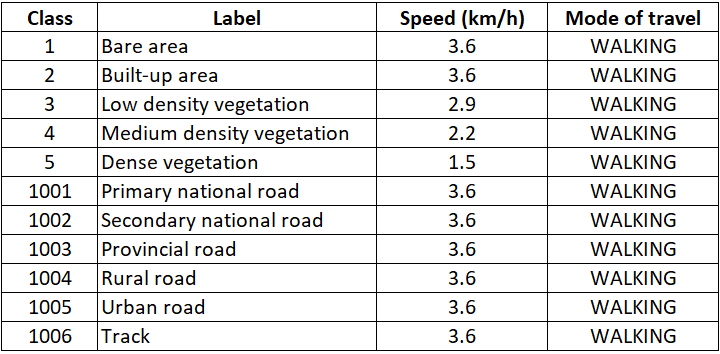 Class Label Speed (km/h) Mode of travel
1 Bare area 3.6 WALKING
2 Built-up area 3.6 WALKING
3 Low density vegetation 2.9 WALKING
4 Medium density vegetation 2.2 WALKING
5 Dense vegetation 1.5 WALKING
1001 Primary national road 3.6 WALKING
1002 Secondary national road 3.6 WALKING
1003 Provincial road 3.6 WALKING
1004 Rural road 3.6 WALKING
1005 Urban road 3.6 WALKING
1006 Track 3.6 WALKING